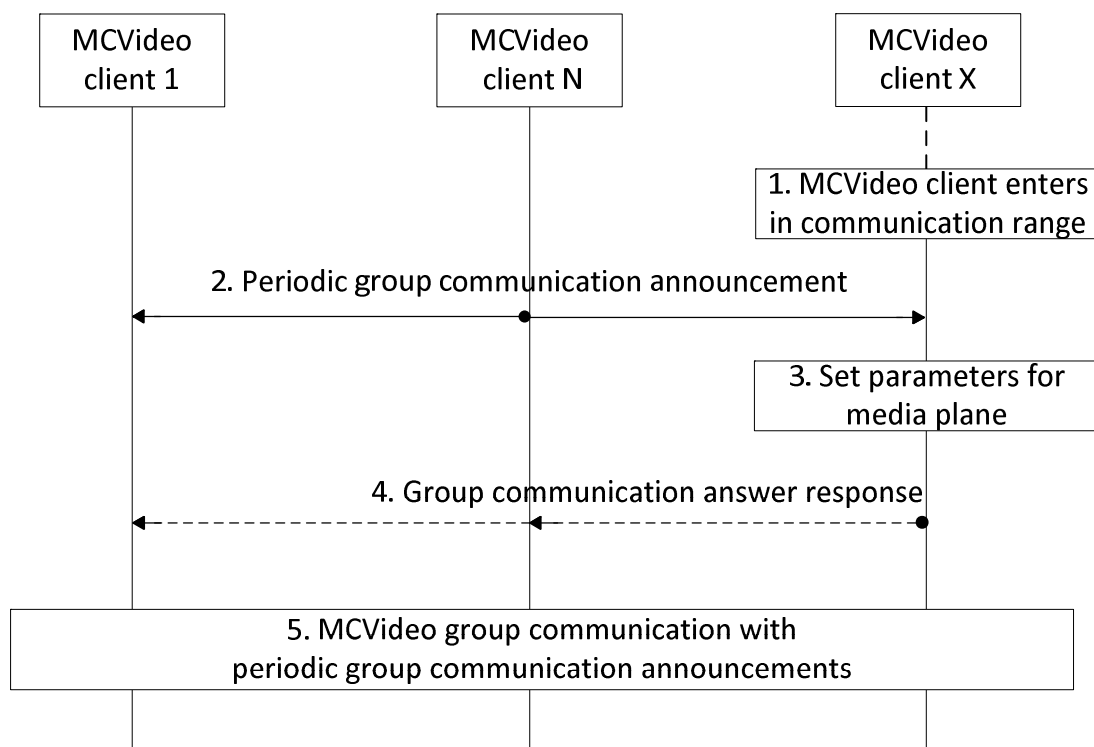 MCVideo
client 1
MCVideo
client N
MCVideo
client X
1. MCVideo client enters
in communication range
2. Periodic group communication announcement
3. Set parameters for
media plane
4. Group communication answer response
5. MCVideo group communication with
periodic group communication announcements